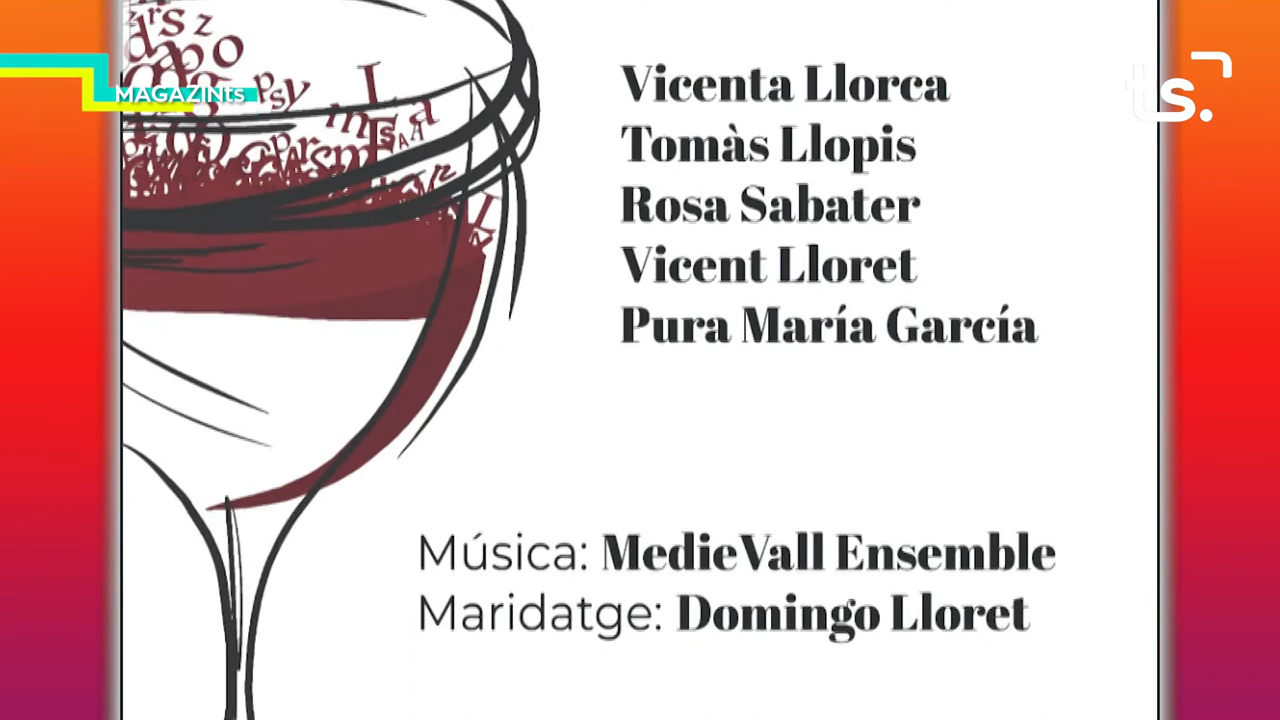 MAGAZINts
ts.
Vicenta Llorca
Tomàs Llopis
Rosa Sabater
Vicent Lloret
Pura María García
Música: MedieVall Ensemble
Maridatge: Domingo Lloret